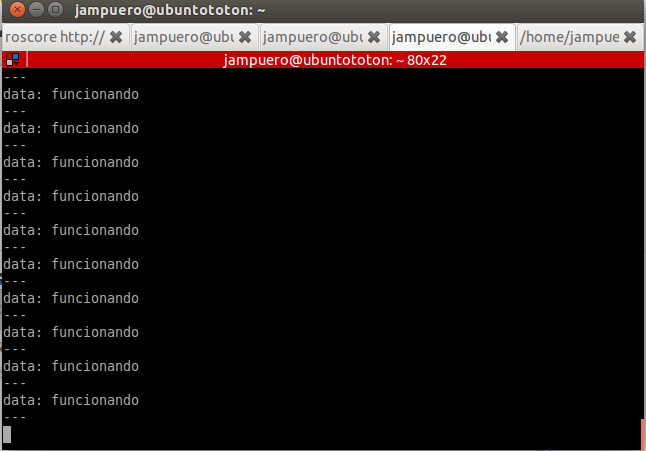 jampuero@ubuntototon: ~
roscore http:// jampuero@ubu jampuero@ubu jampuero@ubu /home/jampue
jampuero@ubuntototon: ~ 80x22
---
data: funcionando
---
data: funcionando
---
data: funcionando
---
data: funcionando
---
data: funcionando
---
data: funcionando
---
data: funcionando
---
data: funcionando
---
data: funcionando
---
data: funcionando
---